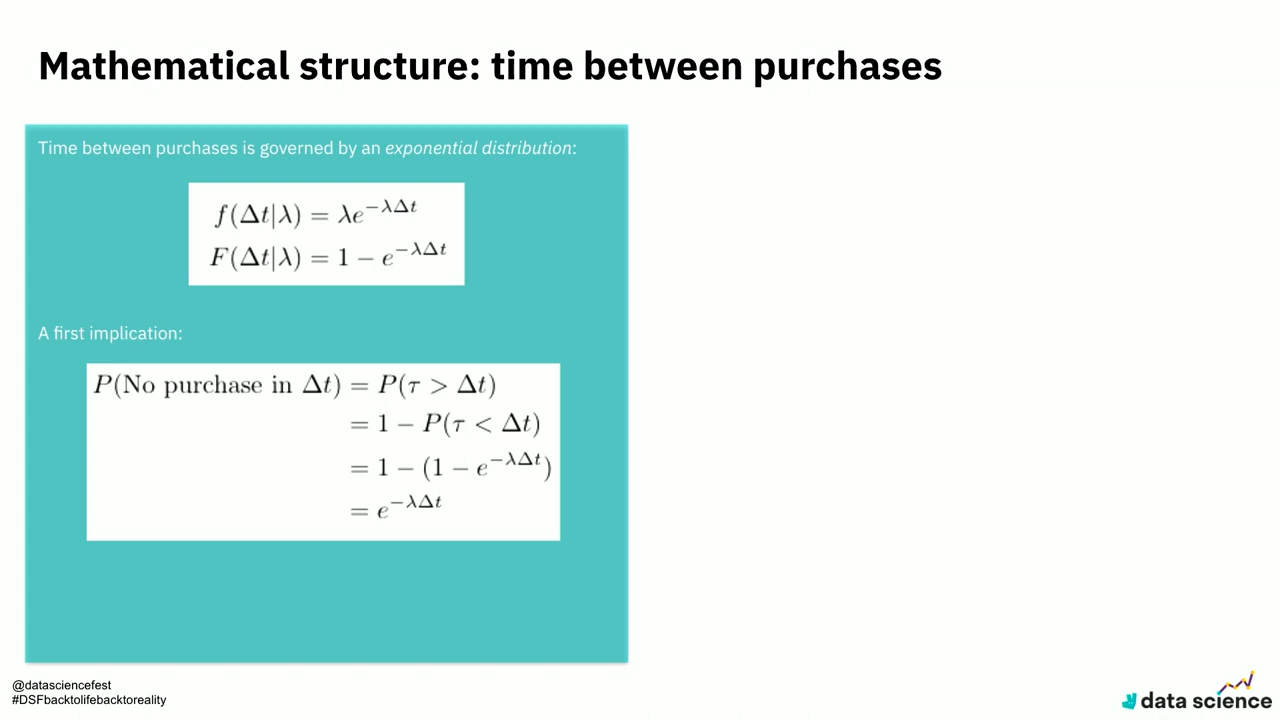 Mathematical structure: time between purchases
Time between purchases is governed by an exponential distribution:
f(Δt|λ) = λe^{−λΔt}
F(Δt|λ) = 1 − e^{−λΔt}
A first implication:
P(No purchase in Δt) = P(τ > Δt)
= 1 − P(τ < Δt)
= 1 − (1 − e^{−λΔt})
= e^{−λΔt}
@datasciencefest
#DSFbacktolifebacktoreality
data science